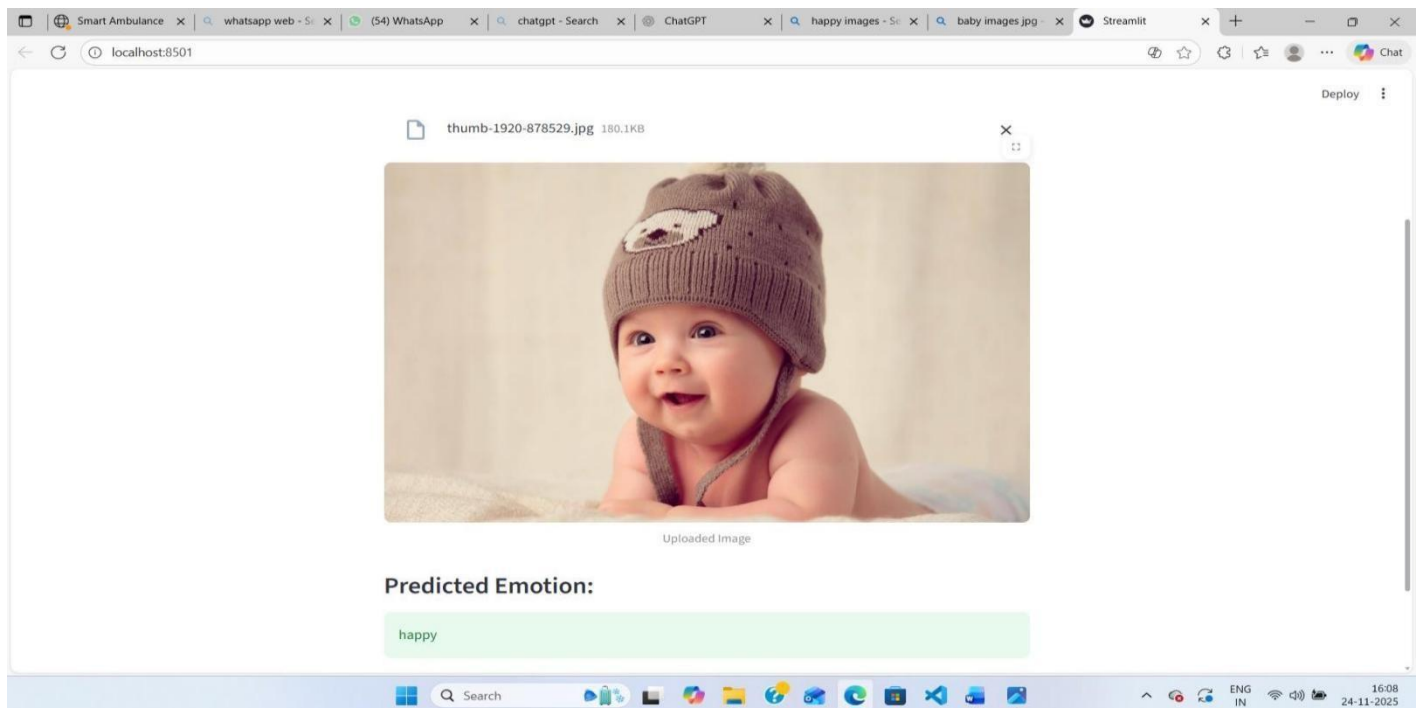 Smart Ambulance
whatsapp web - S
(54) WhatsApp
chatgpt - Search
ChatGPT
happy images - Se
baby images jpg -
Streamlit
localhost:8501
Chat
Deploy
thumb-1920-878529.jpg 180.1KB
Uploaded Image
Predicted Emotion:
happy
Search
ENG
IN
16:08
24-11-2025